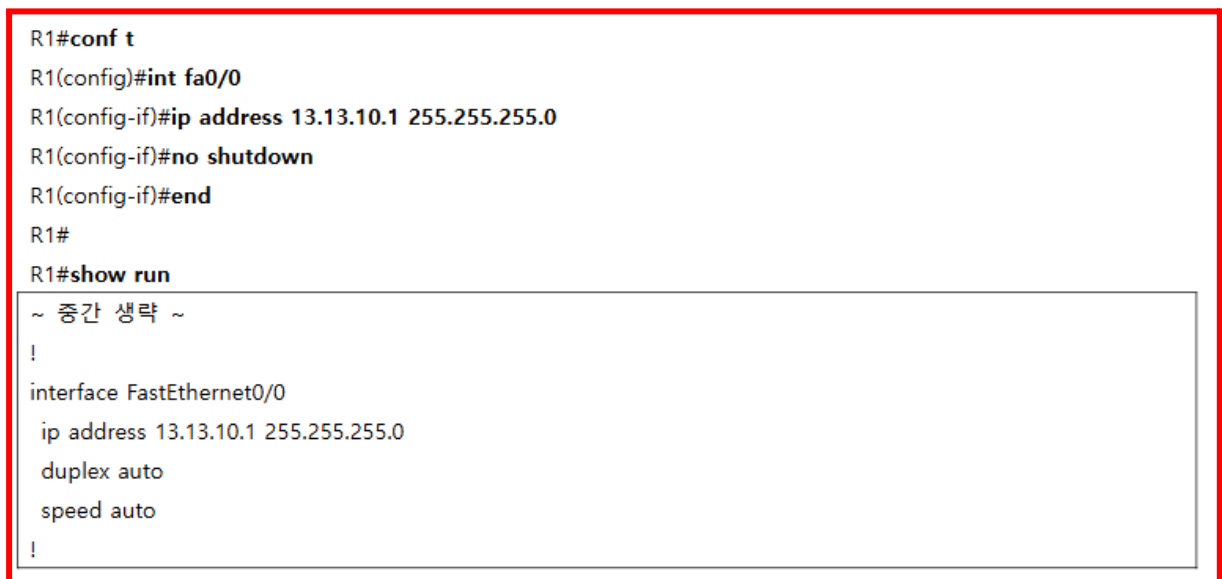 R1#conf t
R1(config)#int fa0/0
R1(config-if)#ip address 13.13.10.1 255.255.255.0
R1(config-if)#no shutdown
R1(config-if)#end
R1#
R1#show run
~ 중간 생략 ~
!
interface FastEthernet0/0
ip address 13.13.10.1 255.255.255.0
duplex auto
speed auto
!